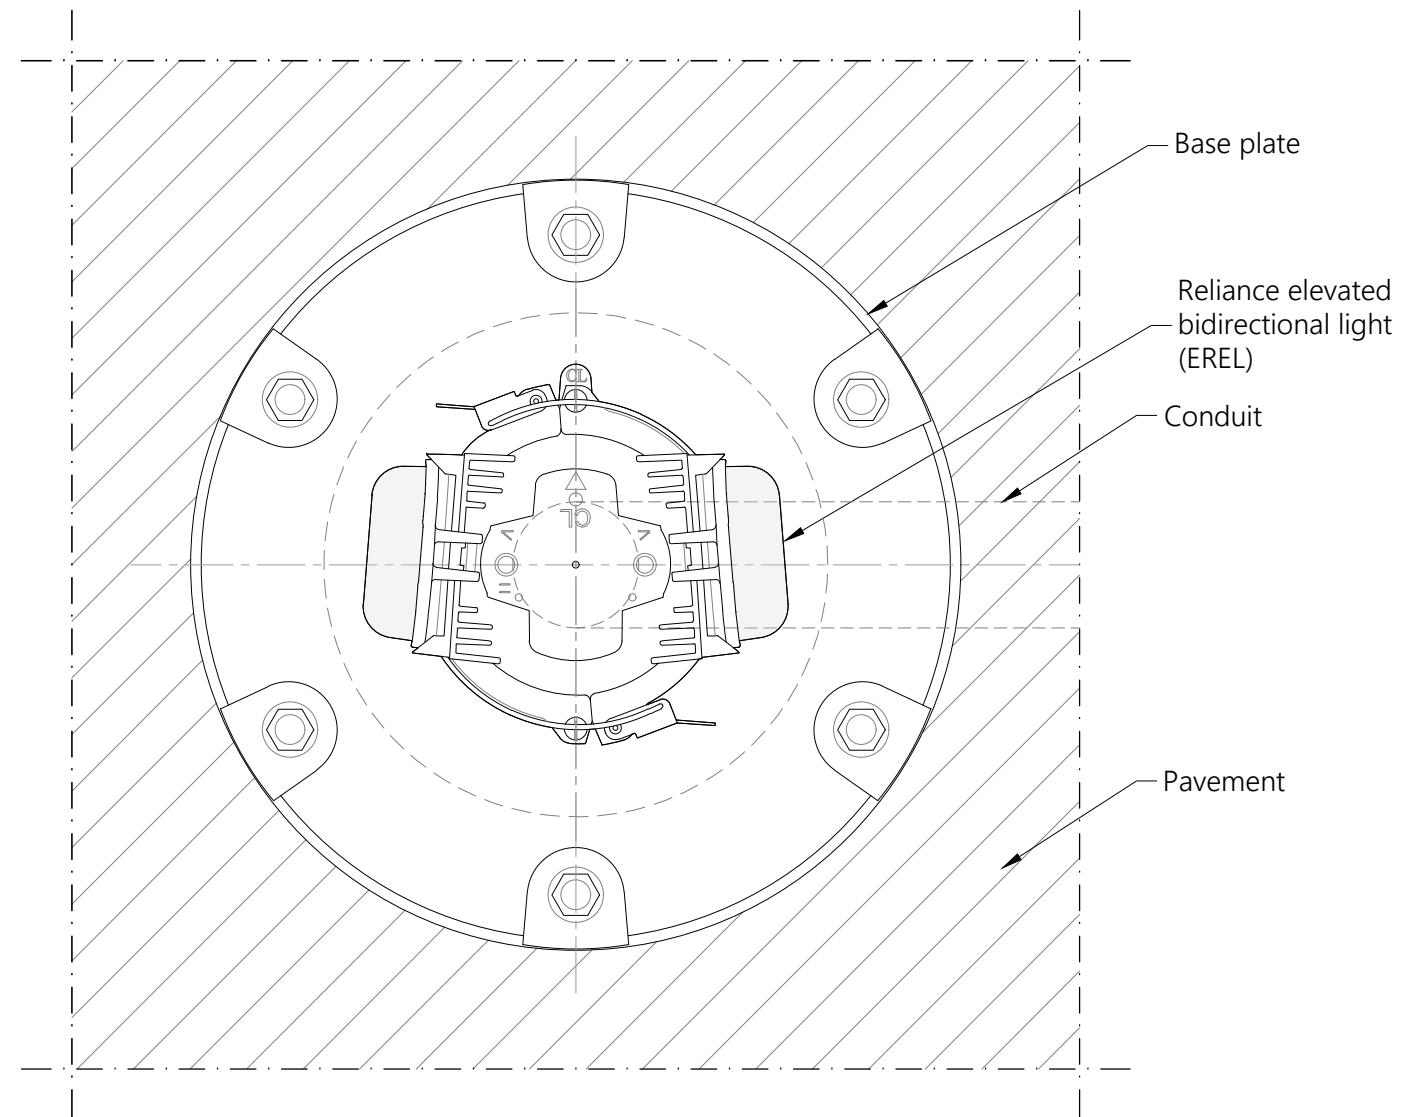 Base plate
Reliance elevated
bidirectional light
(EREL)
Conduit
Pavement